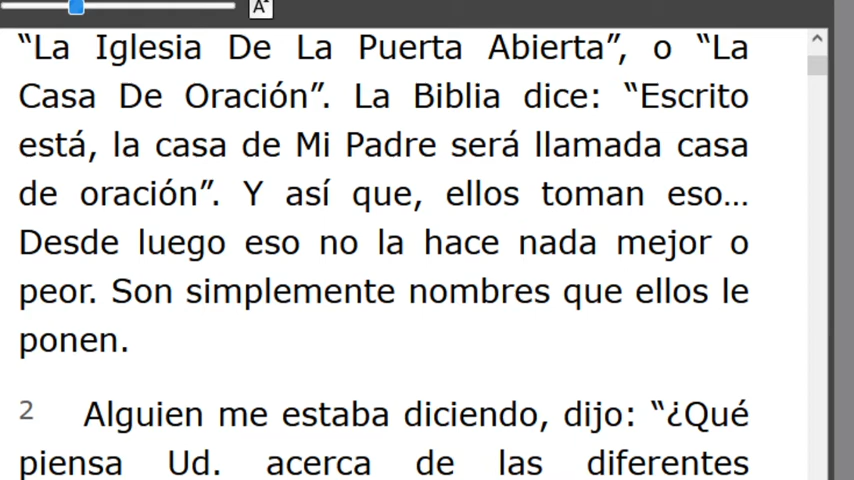 A
“La Iglesia De La Puerta Abierta”, o “La
Casa De Oración”. La Biblia dice: “Escrito
está, la casa de Mi Padre será llamada casa
de oración”. Y así que, ellos toman eso…
Desde luego eso no la hace nada mejor o
peor. Son simplemente nombres que ellos le
ponen.
2 Alguien me estaba diciendo, dijo: “¿Qué
piensa Ud. acerca de las diferentes